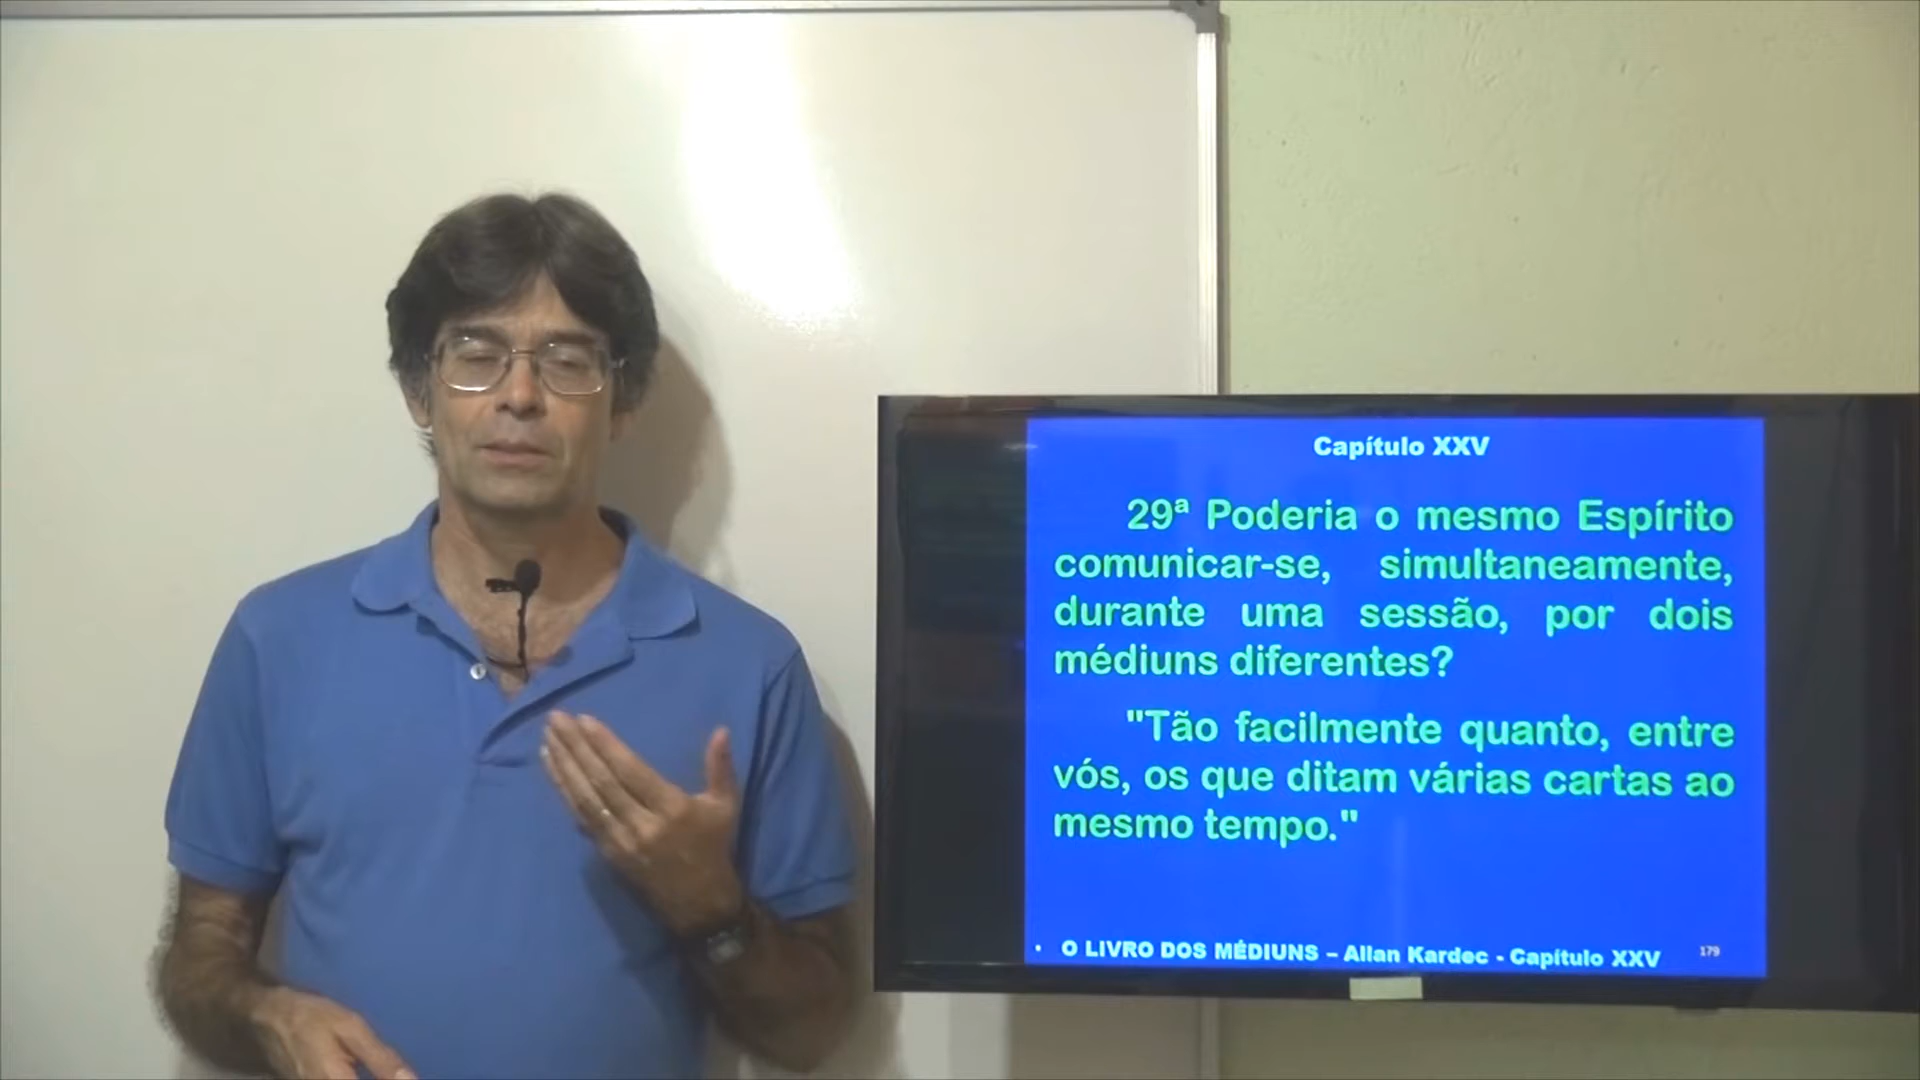 Capítulo XXV
29ª Poderia o mesmo Espírito
comunicar-se, simultaneamente,
durante uma sessão, por dois
médiuns diferentes?
"Tão facilmente quanto, entre
vós, os que ditam várias cartas ao
mesmo tempo."
• O LIVRO DOS MÉDIUNS – Allan Kardec - Capítulo XXV 179